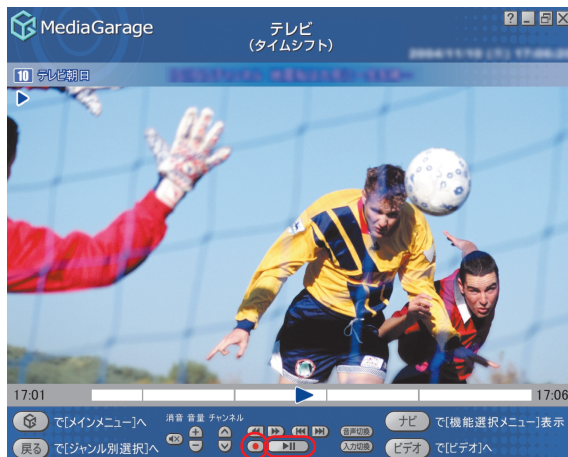 MediaGarage
テレビ
(タイムシフト)
10 テレビ朝日
17:01
17:06
で[メインメニュー]へ
消音 音量 チャンネル
音声切換
ナビ で[機能選択メニュー]表示
戻る で[ジャンル別選択]へ
入力切換
ビデオ で[ビデオ]へ